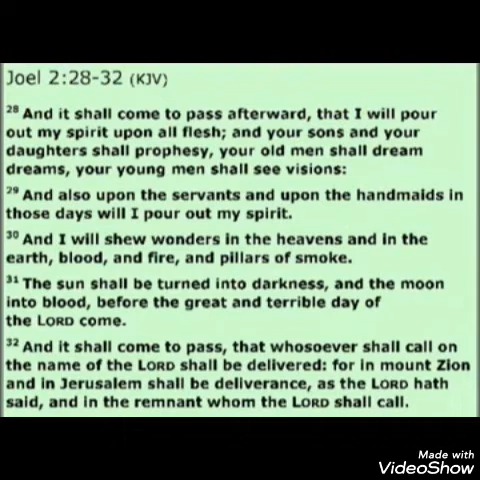 Joel 2:28-32 (KJV)
28 And it shall come to pass afterward, that I will pour
out my spirit upon all flesh; and your sons and your
daughters shall prophesy, your old men shall dream
dreams, your young men shall see visions:
29 And also upon the servants and upon the handmaids in
those days will I pour out my spirit.
30 And I will shew wonders in the heavens and in the
earth, blood, and fire, and pillars of smoke.
31 The sun shall be turned into darkness, and the moon
into blood, before the great and terrible day of
the LORD come.
32 And it shall come to pass, that whosoever shall call on
the name of the LORD shall be delivered: for in mount Zion
and in Jerusalem shall be deliverance, as the LORD hath
said, and in the remnant whom the LORD shall call.
Made with
VideoShow